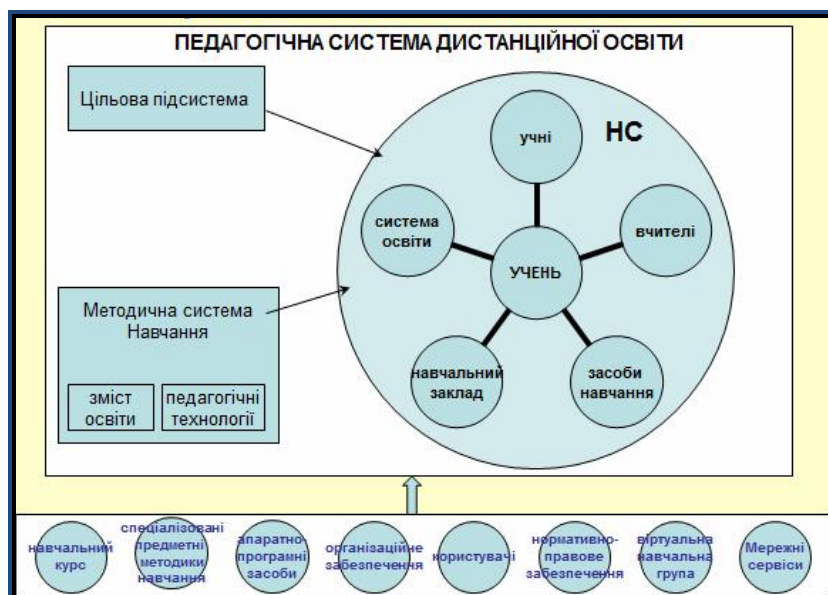 ПЕДАГОГІЧНА СИСТЕМА ДИСТАНЦІЙНОЇ ОСВІТИ
Цільова підсистема
НС
учні
система
освіти
вчителі
УЧЕНЬ
Методична система
Навчання
зміст
освіти
педагогічні
технології
навчальний
заклад
засоби
навчання
навчальний
курс
спеціалізовані
предметні
методики
навчання
апаратно-
програмні
засоби
організаційне
забезпечення
користувачі
нормативно-
правове
забезпечення
віртуальна
навчальна
група
Мережні
сервіси